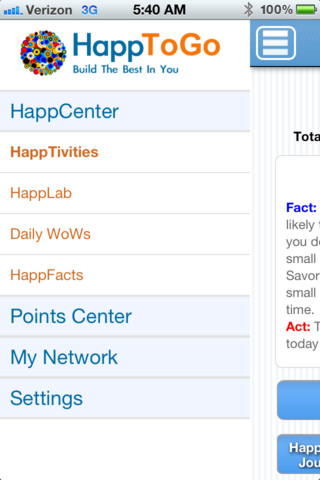 Verizon 3G 5:40 AM 100%
HappToGo
Build The Best In You
HappCenter
HappTivities
HappLab
Daily WoWs
HappFacts
Points Center
My Network
Settings
Tota
Fact:
likely
you d
small
Savor
small
time.
Act: T
today
Happ
Jou